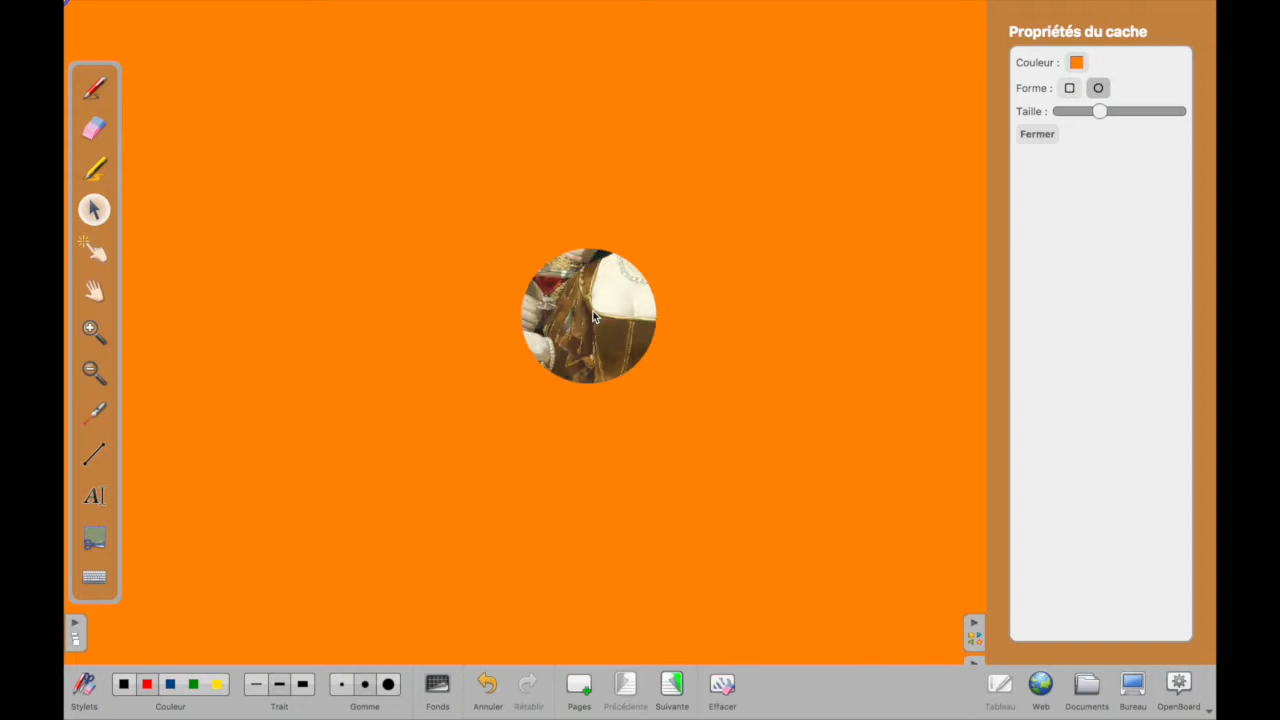 Propriétés du cache
Couleur :
Forme :
Taille :
Fermer
A
Stylets
Couleur
Trait
Gomme
Fonds
Annuler
Rétablir
Pages
Précédente
Suivante
Effacer
Tableau
Web
Documents
Bureau
OpenBoard